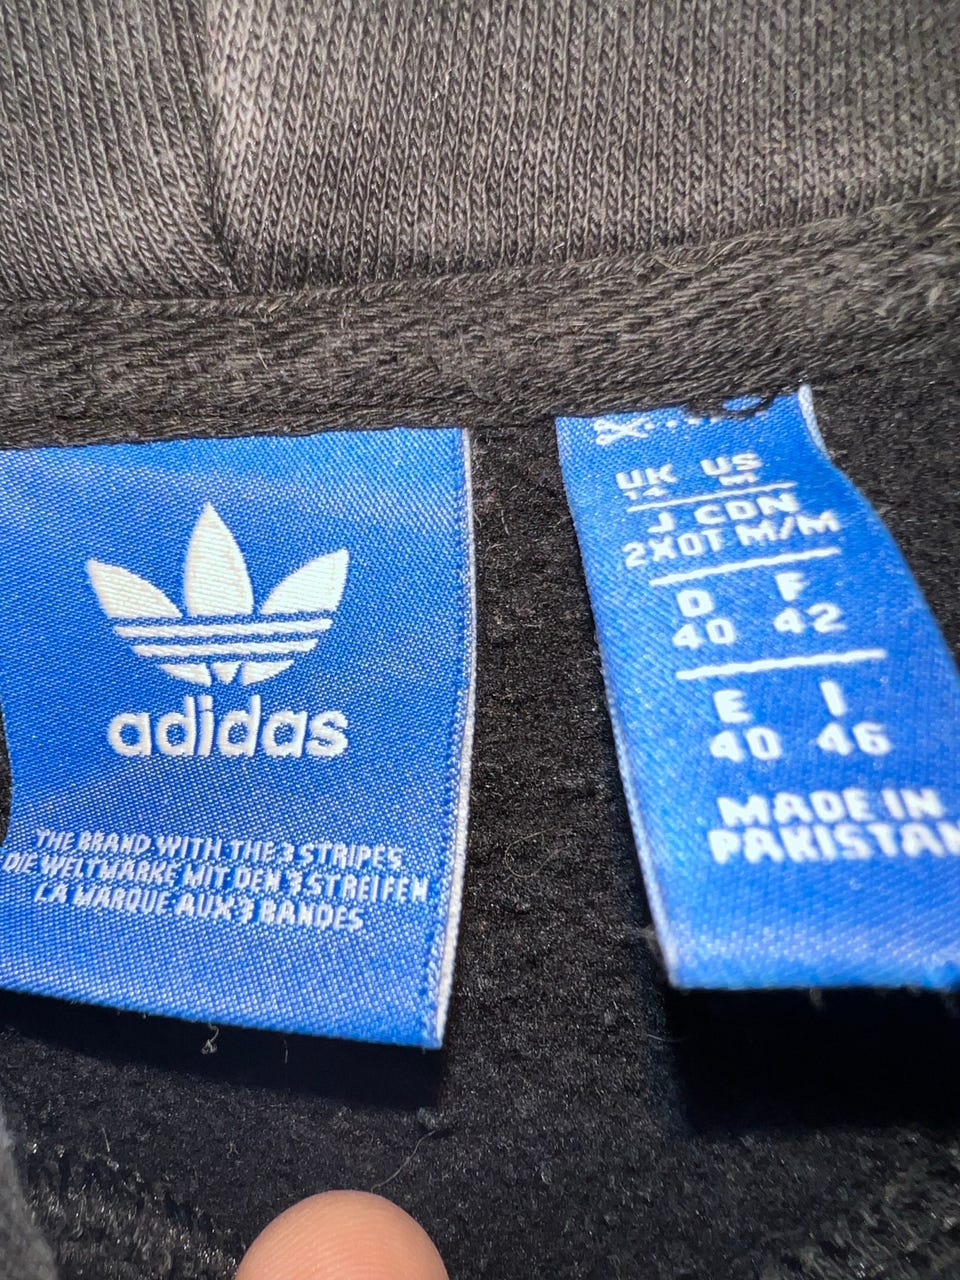 adidas
THE BRAND WITH THE 3 STRIPES
DIE WELTMARKE MIT DEN 3 STREIFEN
LA MARQUE AUX 3 BANDES
UK US
14 M
J CDN
2XOT M/M
D F
40 42
E I
40 46
MADE IN
PAKISTAN